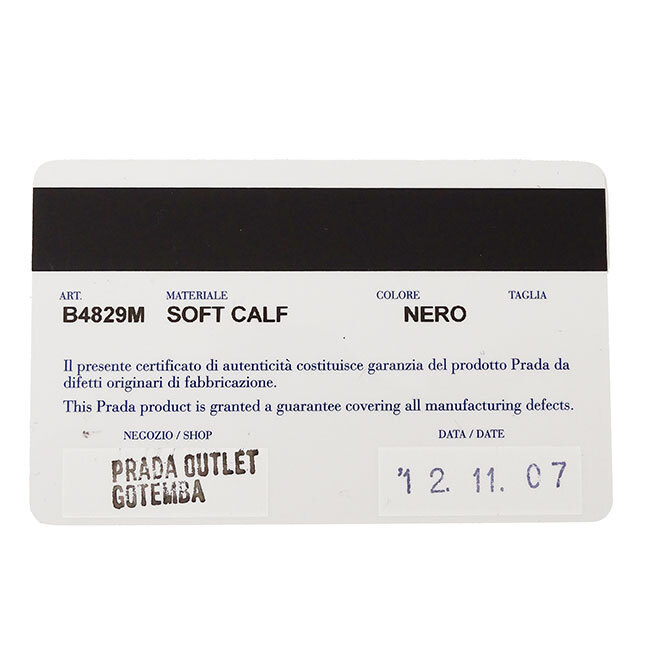 ART. MATERIALE COLORE TAGLIA
B4829M SOFT CALF NERO
Il presente certificato di autenticità costituisce garanzia del prodotto Prada da
difetti originari di fabbricazione.
This Prada product is granted a guarantee covering all manufacturing defects.
NEGOZIO / SHOP DATA / DATE
PRADA OUTLET
GOTEMBA
'12. 11. 07